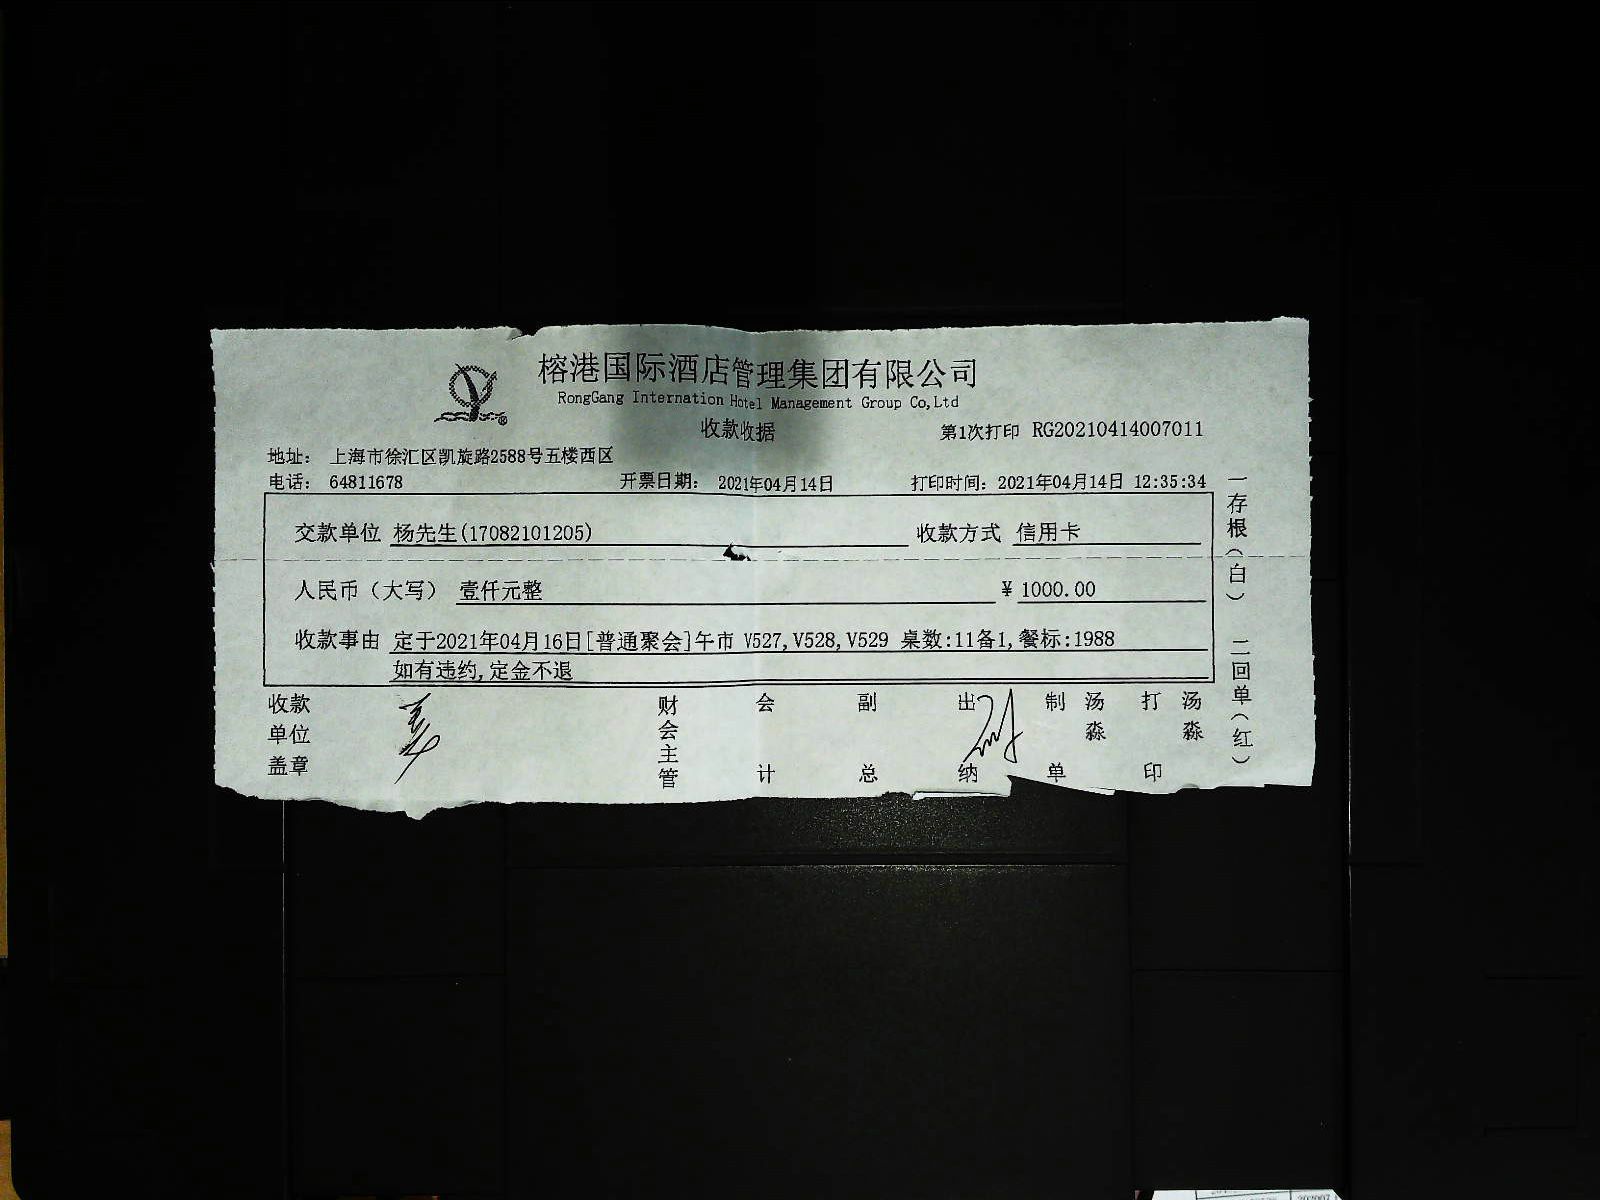 榕港国际酒店管理集团有限公司
RongGang Internation Hotel Management Group Co,Ltd
收款收据
第1次打印 RG20210414007011
地址： 上海市徐汇区凯旋路2588号五楼西区
电话： 64811678 开票日期： 2021年04月14日 打印时间：2021年04月14日 12:35:34
交款单位 杨先生(17082101205) 收款方式 信用卡
人民币（大写） 壹仟元整 ¥ 1000.00
收款事由 定于2021年04月16日[普通聚会]午市 V527,V528,V529 桌数:11备1,餐标:1988
如有违约,定金不退
收款单位盖章 财会主管 会计 副总 出纳 制单 汤淼 打印 汤淼
一存根（白） 二回单（红）